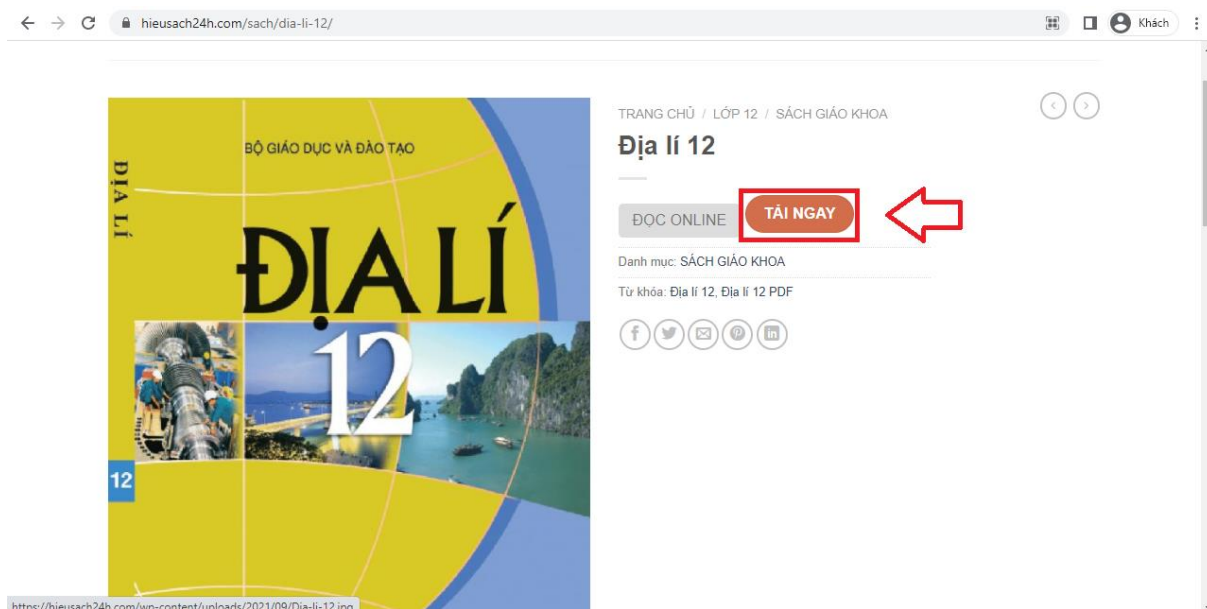 hieusach24h.com/sach/dia-li-12/
Khách
TRANG CHỦ / LỚP 12 / SÁCH GIÁO KHOA
Địa lí 12
ĐỌC ONLINE
TẢI NGAY
Danh mục: SÁCH GIÁO KHOA
Từ khóa: Địa lí 12, Địa lí 12 PDF
BỘ GIÁO DỤC VÀ ĐÀO TẠO
ĐỊA LÍ
ĐỊA LÍ
12
12
https://hieusach24h.com/wp-content/uploads/2021/09/Dia-li-12.jpg